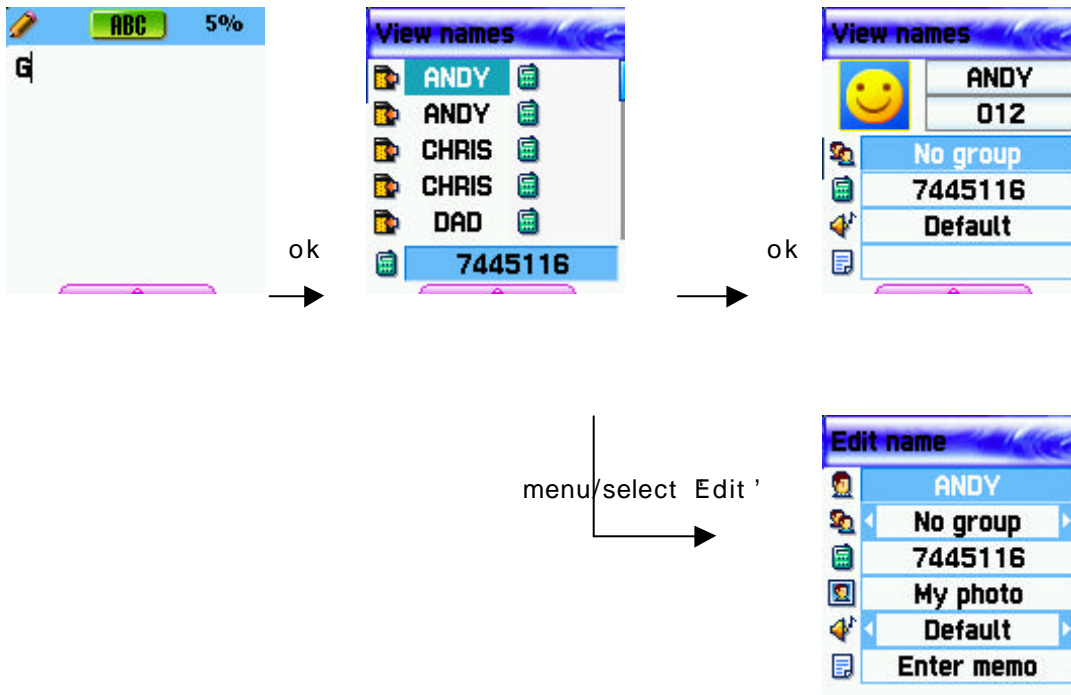 ABC 5%
G
ok
View names
ANDY
ANDY
CHRIS
CHRIS
DAD
7445116
ok
View names
ANDY
012
No group
7445116
Default
menu/select 'Edit'
Edit name
ANDY
No group
7445116
My photo
Default
Enter memo